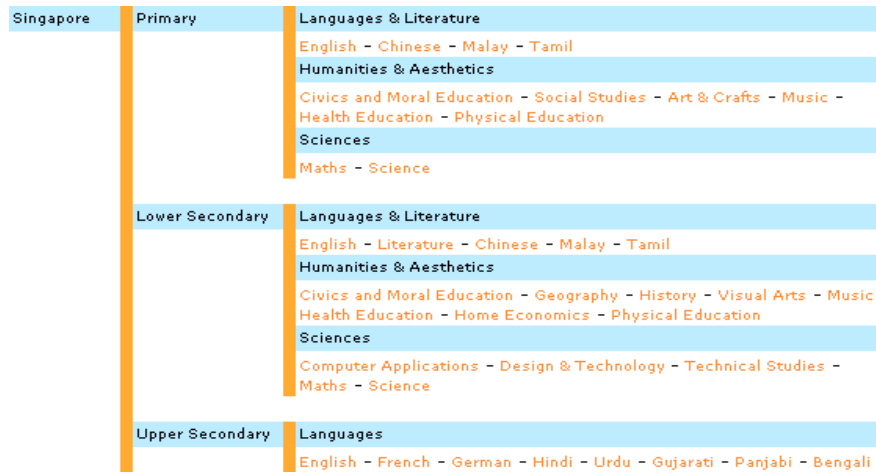 Singapore Primary Languages & Literature
English - Chinese - Malay - Tamil
Humanities & Aesthetics
Civics and Moral Education - Social Studies - Art & Crafts - Music -
Health Education - Physical Education
Sciences
Maths - Science
Lower Secondary Languages & Literature
English - Literature - Chinese - Malay - Tamil
Humanities & Aesthetics
Civics and Moral Education - Geography - History - Visual Arts - Music
Health Education - Home Economics - Physical Education
Sciences
Computer Applications - Design & Technology - Technical Studies -
Maths - Science
Upper Secondary Languages
English - French - German - Hindi - Urdu - Gujarati - Panjabi - Bengali